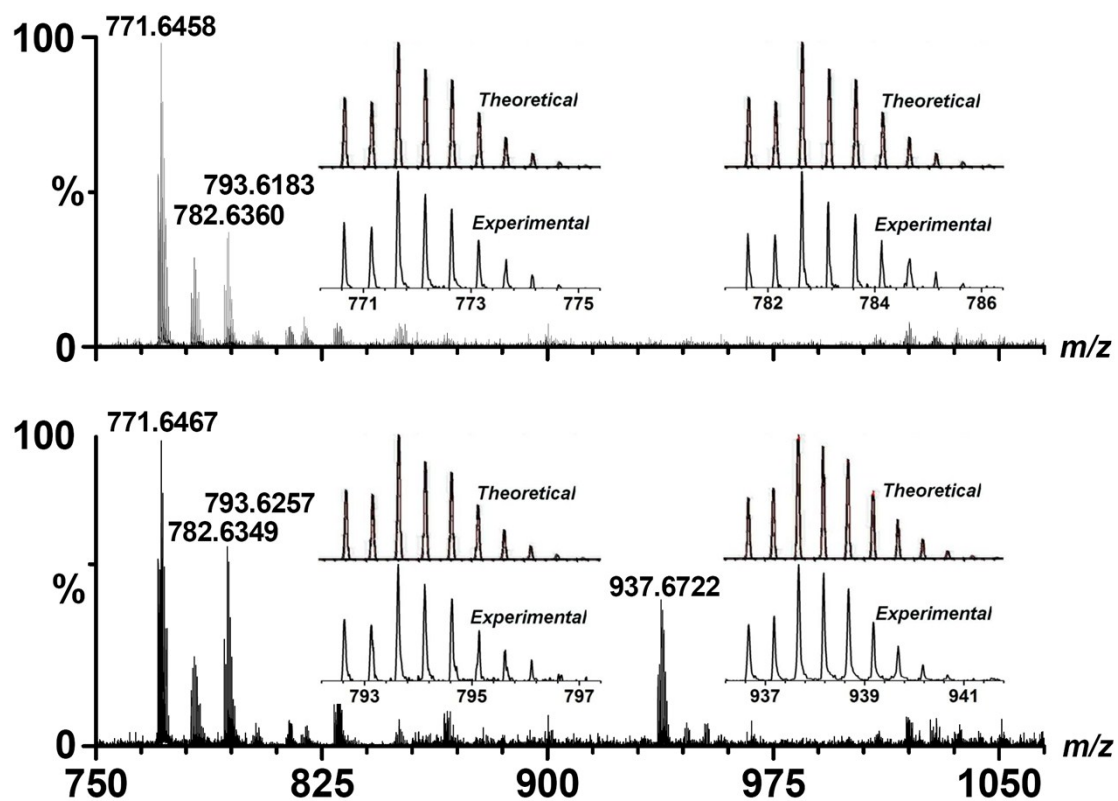 771.6458
100
Theoretical
Theoretical
793.6183
%
782.6360
Experimental
Experimental
771 773 775
782 784 786
0
m/z
771.6467
100
793.6257
Theoretical
Theoretical
782.6349
%
937.6722
Experimental
Experimental
793 795 797
937 939 941
0
m/z
750 825 900 975 1050